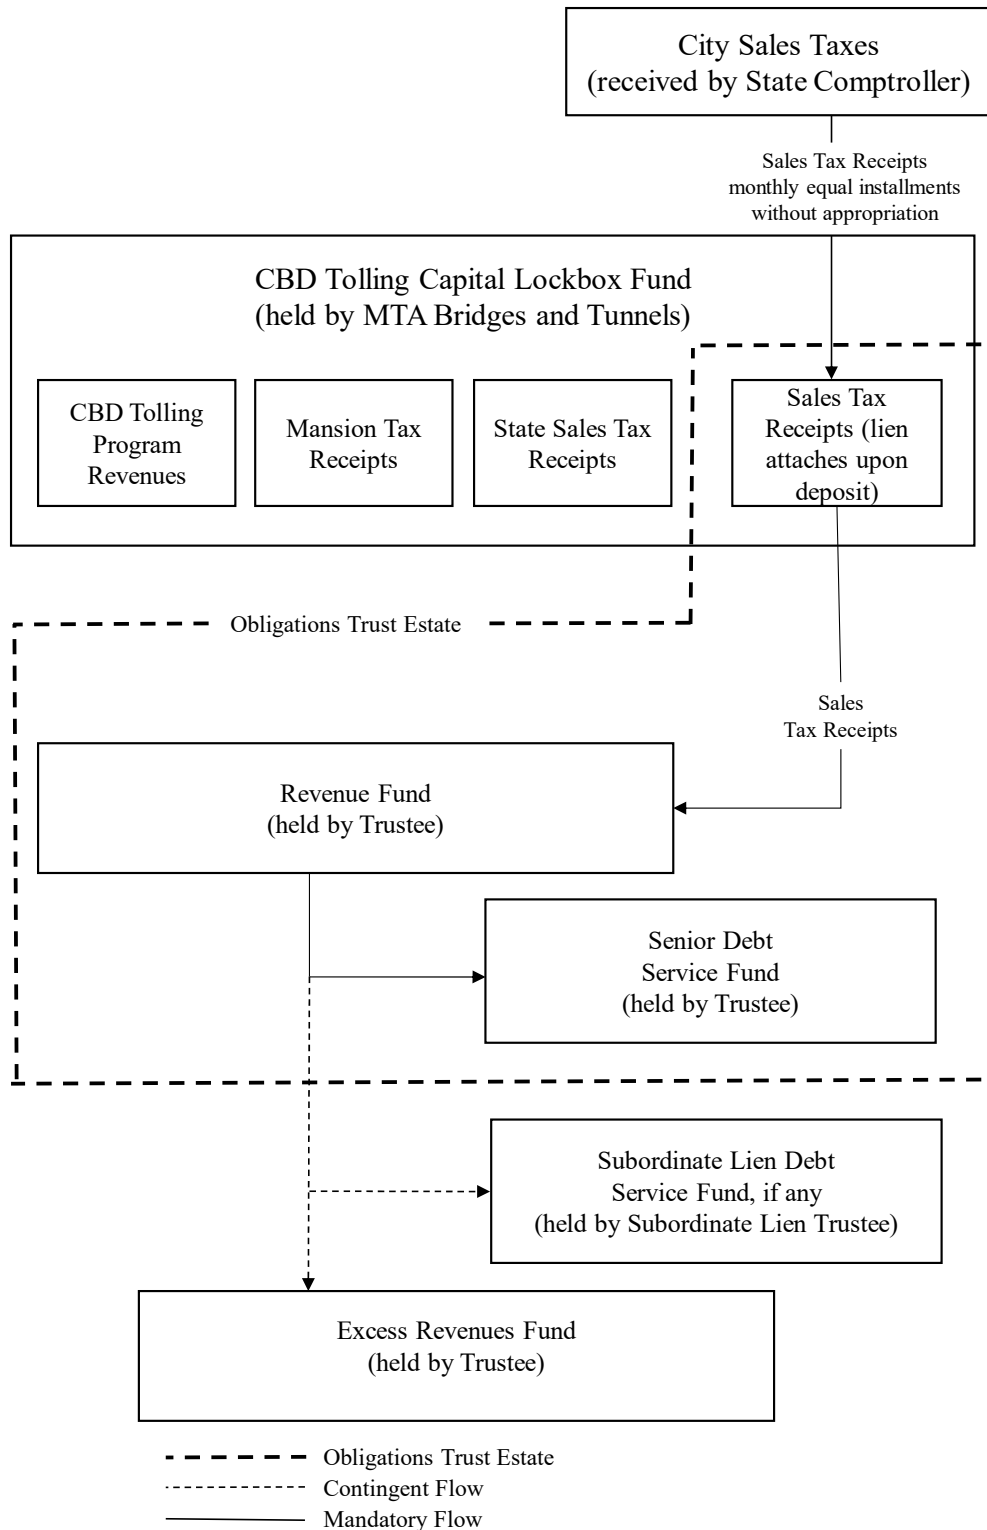 City Sales Taxes
(received by State Comptroller)
Sales Tax Receipts
monthly equal installments
without appropriation
CBD Tolling Capital Lockbox Fund
(held by MTA Bridges and Tunnels)
CBD Tolling
Program
Revenues
Mansion Tax
Receipts
State Sales Tax
Receipts
Sales Tax
Receipts (lien
attaches upon
deposit)
Obligations Trust Estate
Sales
Tax Receipts
Revenue Fund
(held by Trustee)
Senior Debt
Service Fund
(held by Trustee)
Subordinate Lien Debt
Service Fund, if any
(held by Subordinate Lien Trustee)
Excess Revenues Fund
(held by Trustee)
Obligations Trust Estate
Contingent Flow
Mandatory Flow